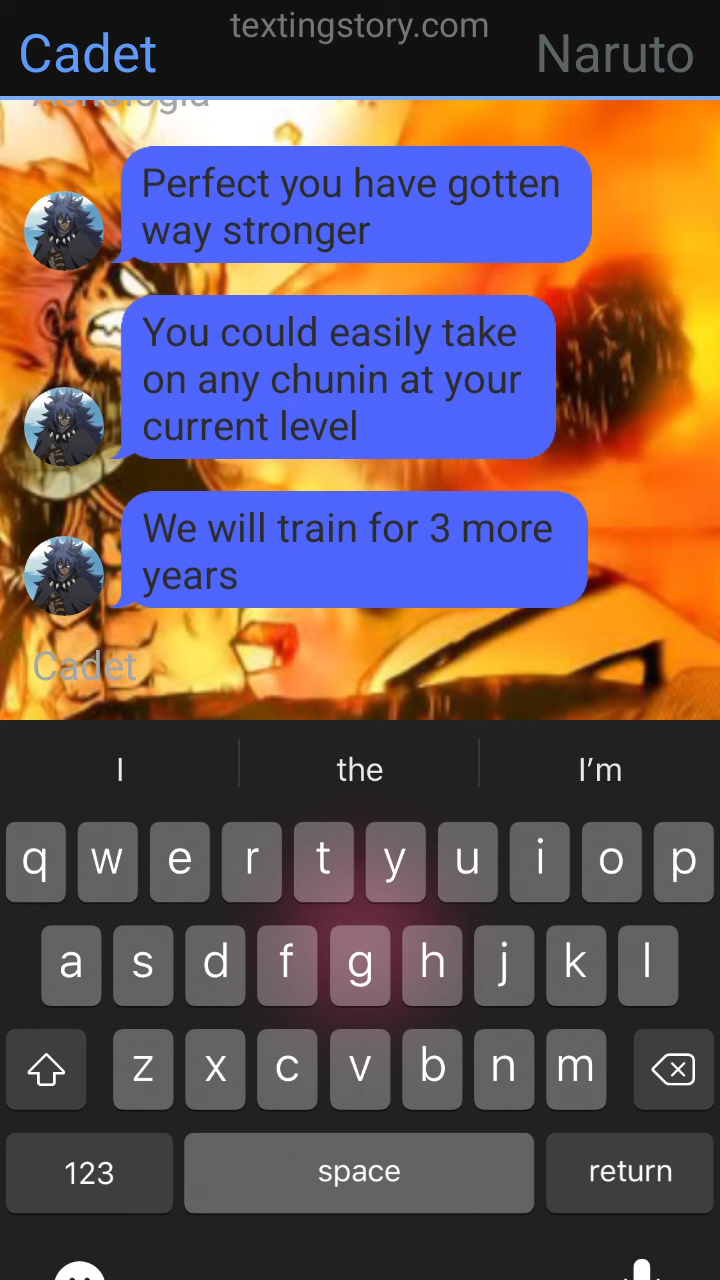 textingstory.com
Cadet
Naruto
Acnologia
Perfect you have gotten
way stronger
You could easily take
on any chunin at your
current level
We will train for 3 more
years
Cadet
I
the
I'm
q w e r t y u i o p
a s d f g h j k l
z x c v b n m
123
space
return